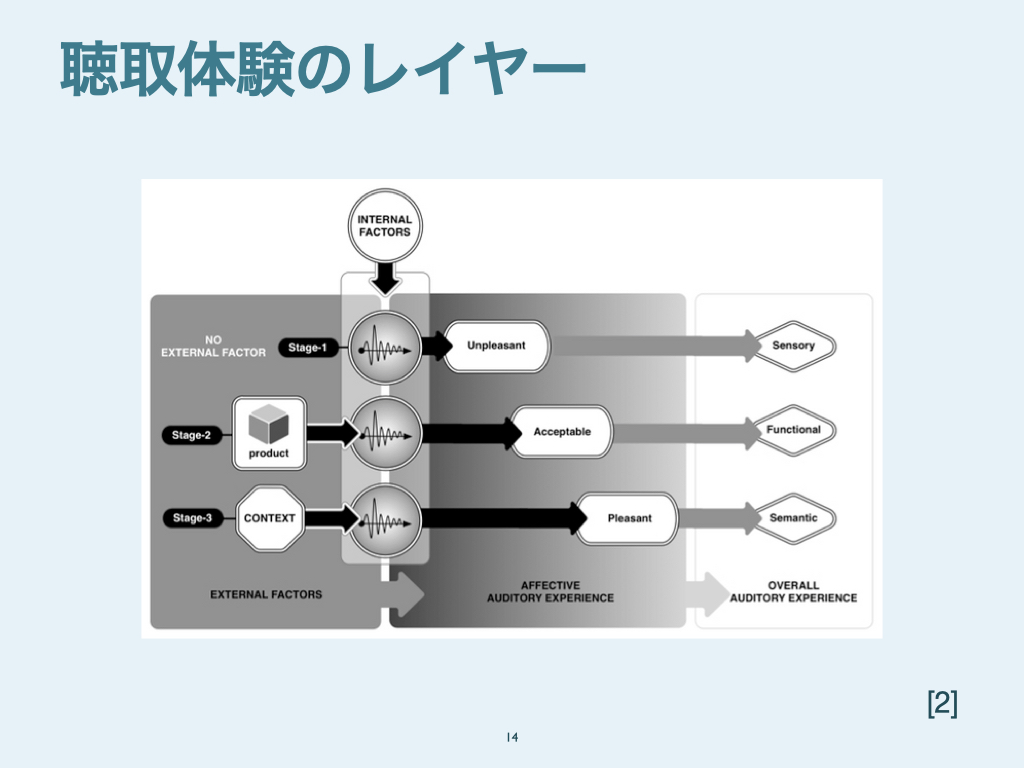 聴取体験のレイヤー
INTERNAL
FACTORS
NO
EXTERNAL FACTOR
Stage-1
Unpleasant
Sensory
Stage-2
product
Acceptable
Functional
Stage-3
CONTEXT
Pleasant
Semantic
EXTERNAL FACTORS
AFFECTIVE
AUDITORY EXPERIENCE
OVERALL
AUDITORY EXPERIENCE
[2]
14